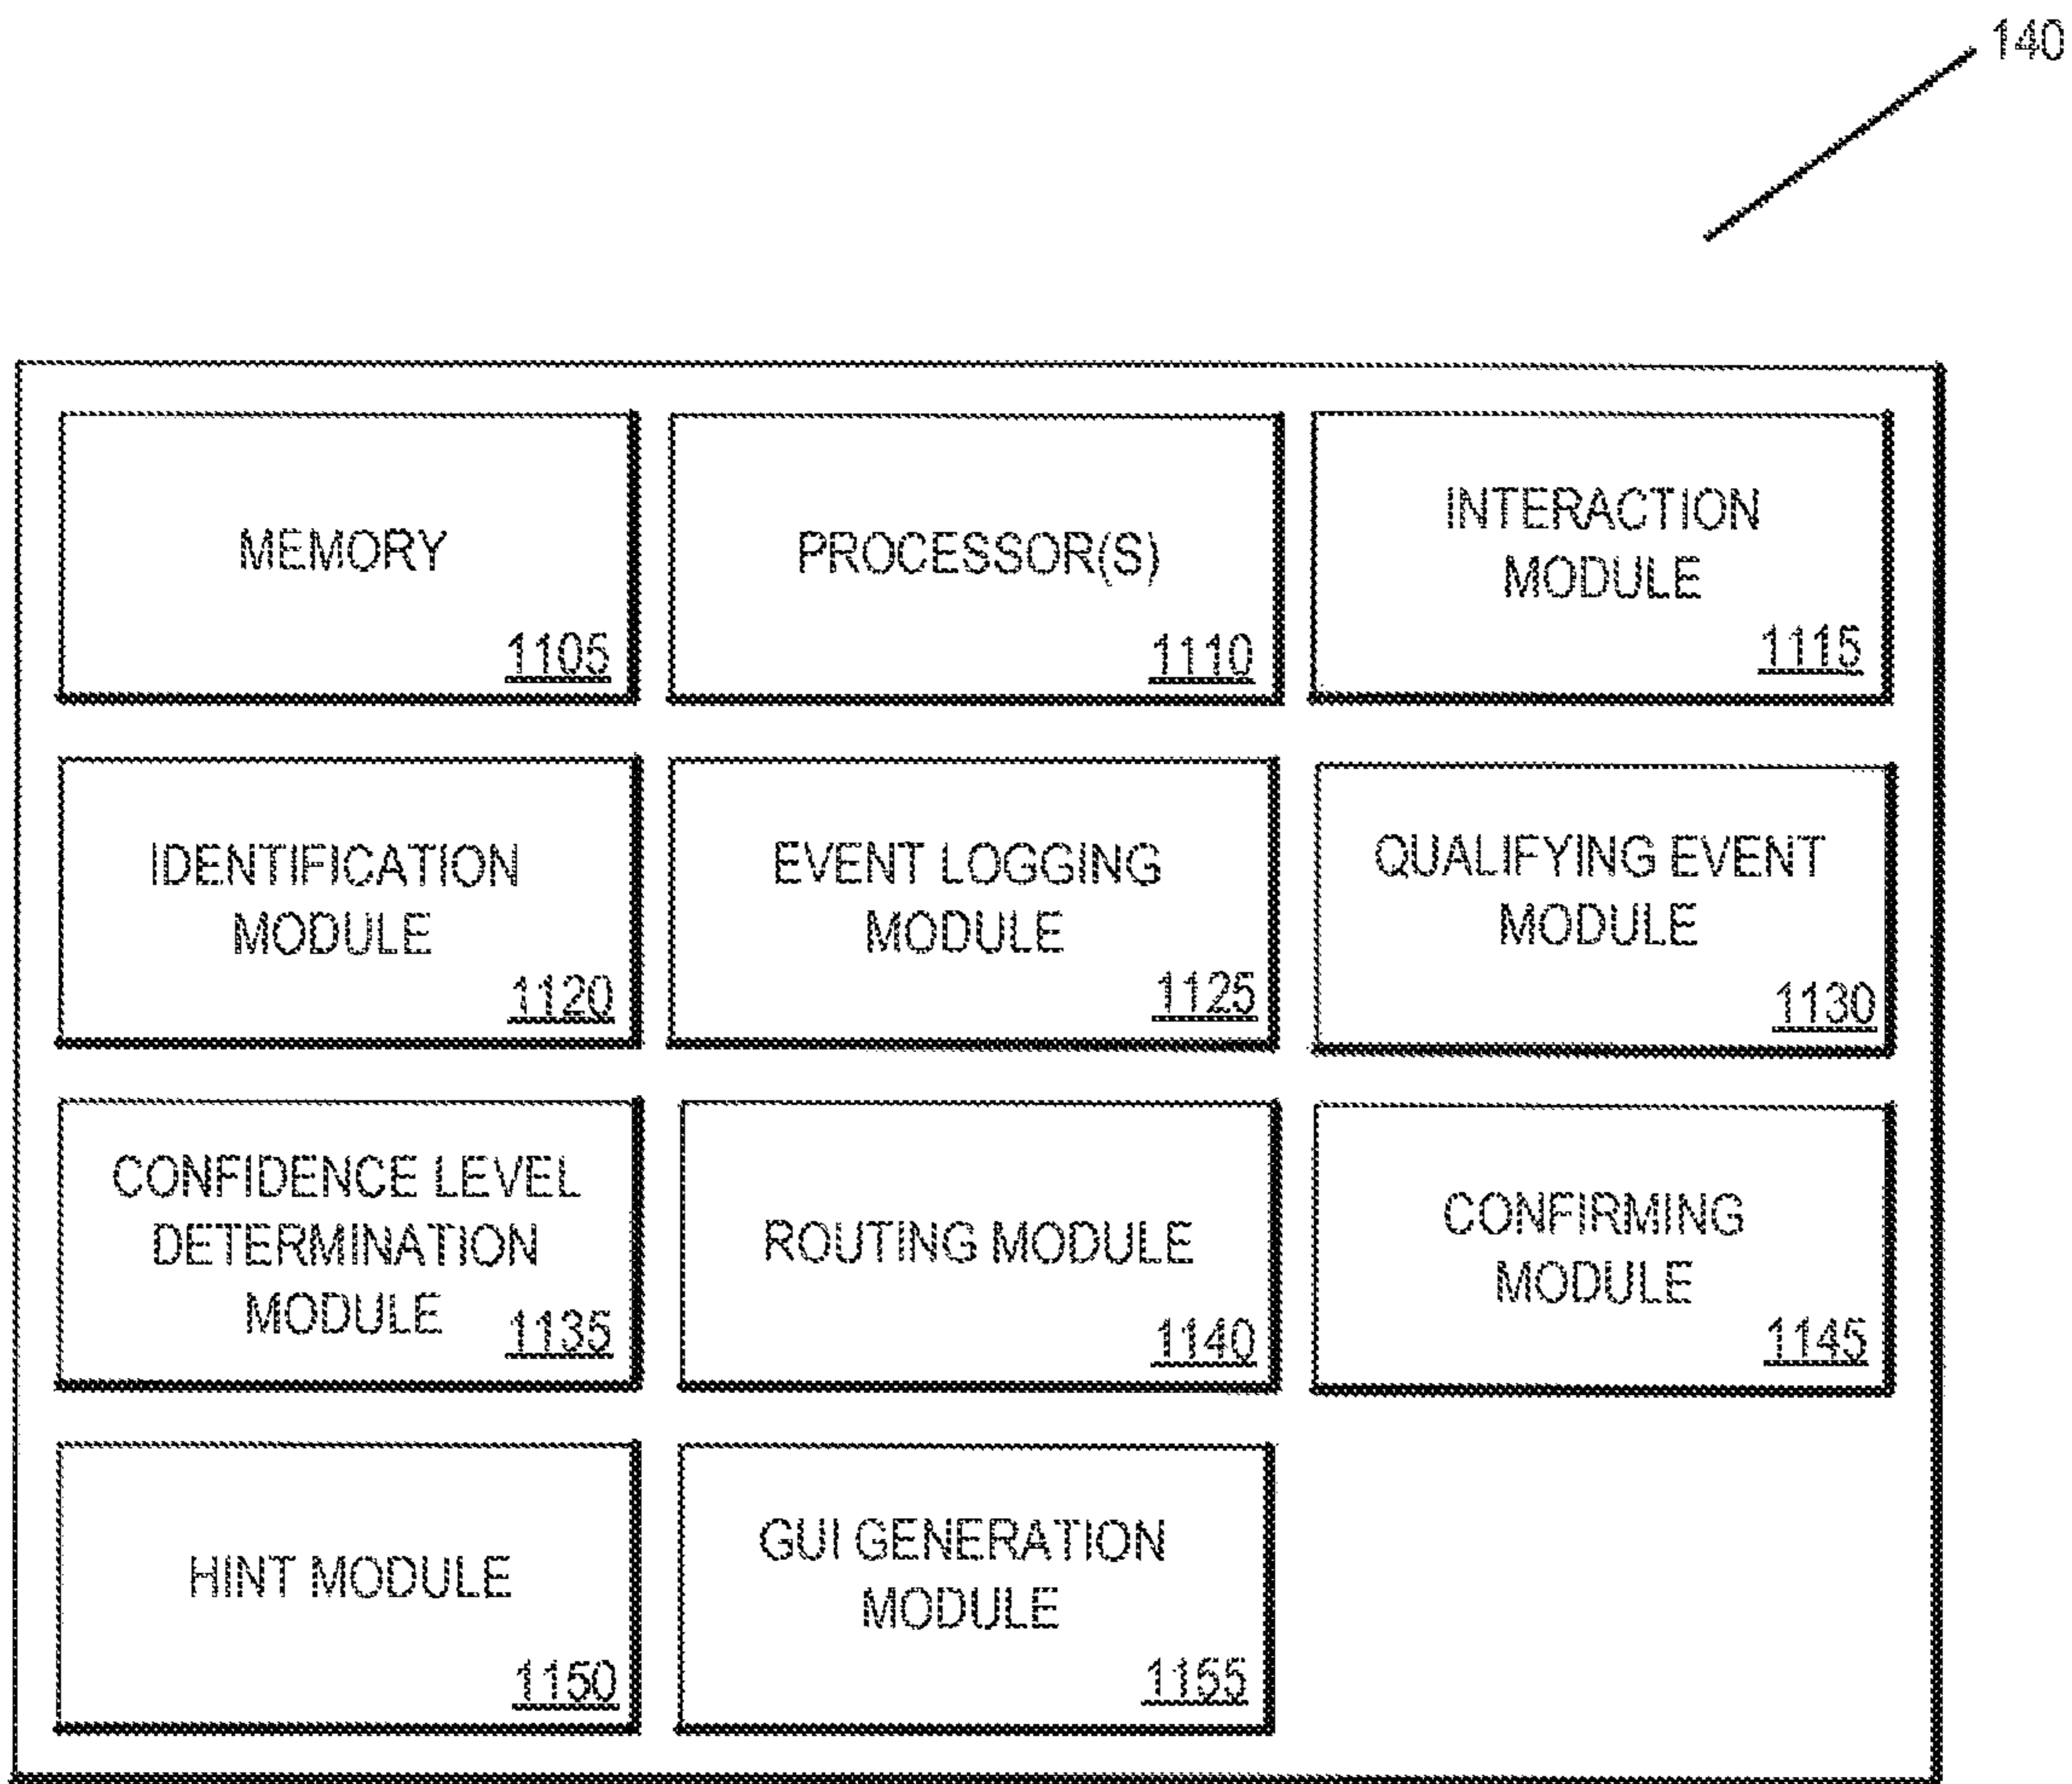 140
MEMORY
1105
PROCESSOR(S)
1110
INTERACTION
MODULE
1115
IDENTIFICATION
MODULE
1120
EVENT LOGGING
MODULE
1125
QUALIFYING EVENT
MODULE
1130
CONFIDENCE LEVEL
DETERMINATION
MODULE
1135
ROUTING MODULE
1140
CONFIRMING
MODULE
1145
HINT MODULE
1150
GUI GENERATION
MODULE
1155